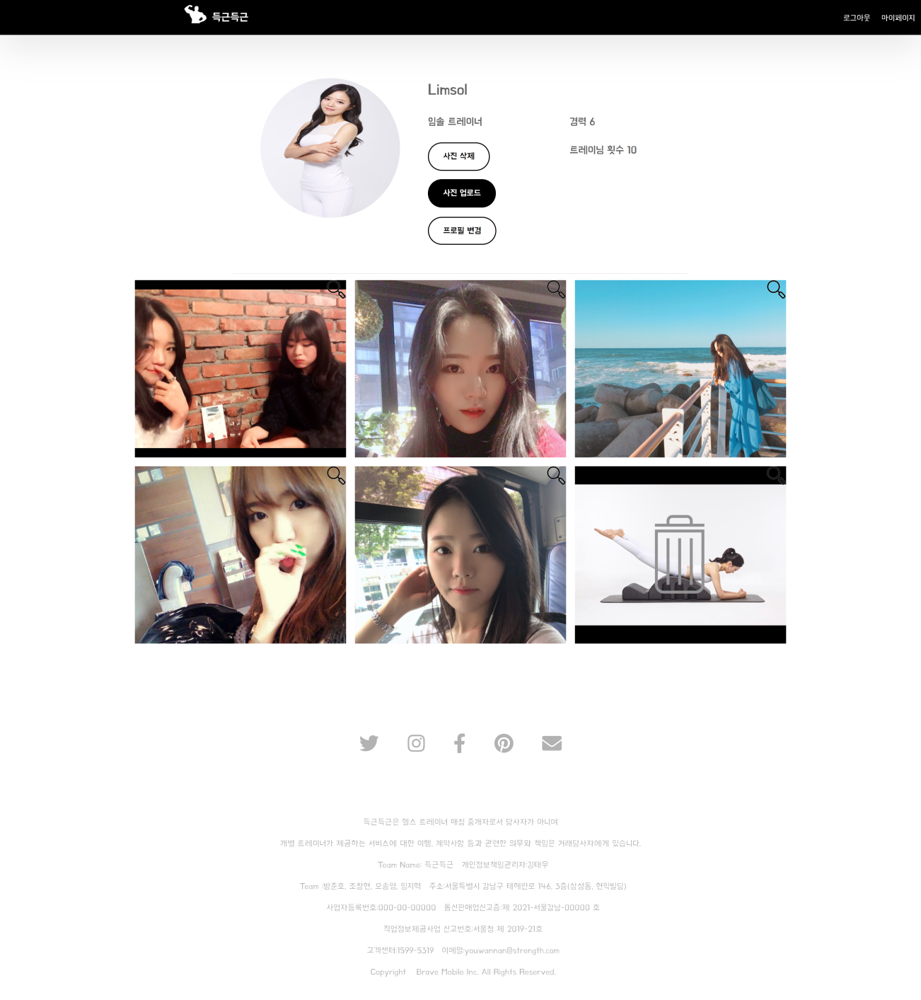 득근득근
로그아웃 마이페이지
Limsol
임솔 트레이너
경력 6
트레이닝 횟수 10
사진 삭제
사진 업로드
프로필 변경
득근득근은 헬스 트레이너 매칭 중개자로서 당사자가 아니며
개별 트레이너가 제공하는 서비스에 대한 이행, 계약사항 등과 관련한 의무와 책임은 거래당사자에게 있습니다.
Team Name: 득근득근 개인정보책임관리자:김태우
Team :밤준호, 조창현, 모송염, 임지혁 주소:서울특별시 강남구 테헤란로 146, 3층(삼성동, 현익빌딩)
사업자등록번호:000-00-00000 통신판매업신고증:제 2021-서울강남-00000 호
직업정보제공사업 신고번호:서울청 제 2019-21호
고객센터:1599-5319 이메일:youwannan@strength.com
Copyright Brave Mobile Inc. All Rights Reserved.